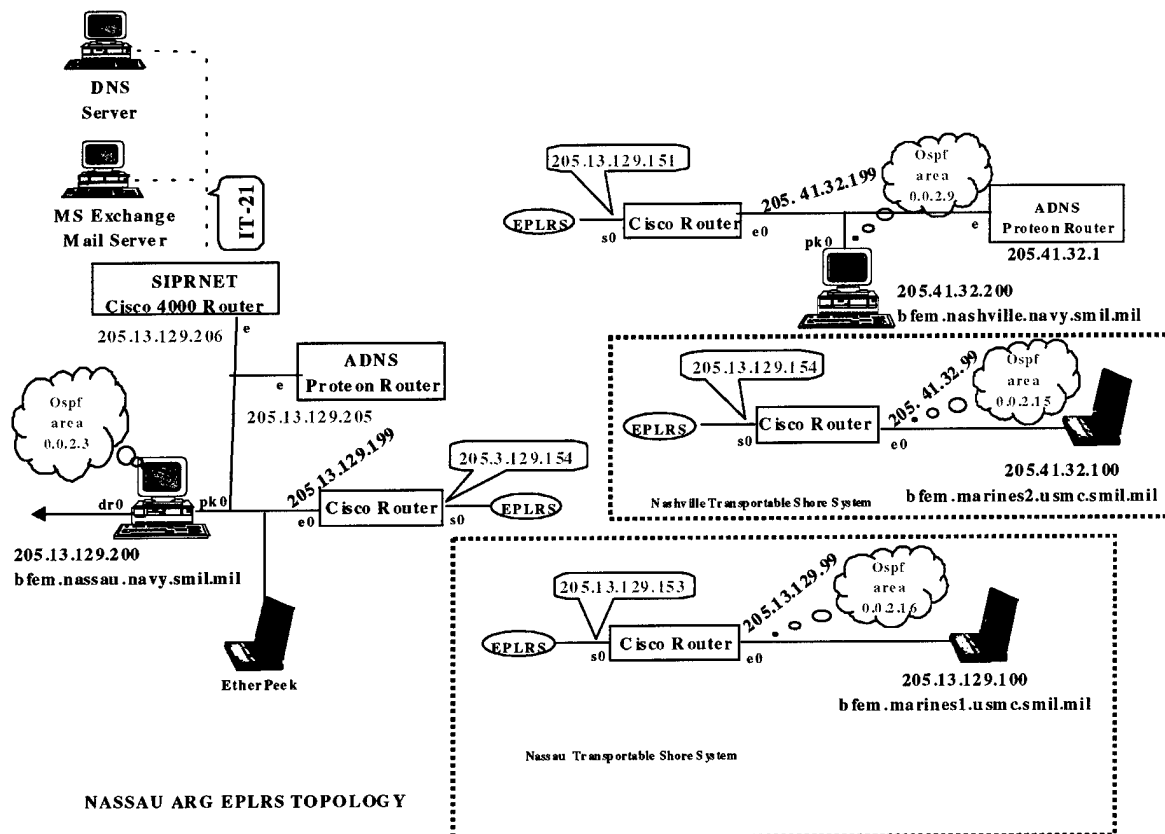 DNS
Server
MS Exchange
Mail Server
IT-21
SIPRNET
Cisco 4000 Router
205.13.129.206
e
ADNS
Proteon Router
e
205.13.129.205
Ospf
area
0.0.2.3
205.13.129.199
205.3.129.154
dr0
pk0
e0
Cisco Router
s0
EPLRS
205.13.129.200
bfem.nassau.navy.smil.mil
EtherPeek
NASSAU ARG EPLRS TOPOLOGY
205.13.129.151
205.41.32.199
Ospf
area
0.0.2.9
EPLRS
s0
Cisco Router
e0
pk0
e
ADNS
Proteon Router
205.41.32.1
205.41.32.200
bfem.nashville.navy.smil.mil
205.13.129.154
205.41.32.99
Ospf
area
0.0.2.15
EPLRS
s0
Cisco Router
e0
205.41.32.100
bfem.marines2.usmc.smil.mil
Nashville Transportable Shore System
205.13.129.153
205.13.129.99
Ospf
area
0.0.2.16
EPLRS
s0
Cisco Router
e0
205.13.129.100
bfem.marines1.usmc.smil.mil
Nassau Transportable Shore System